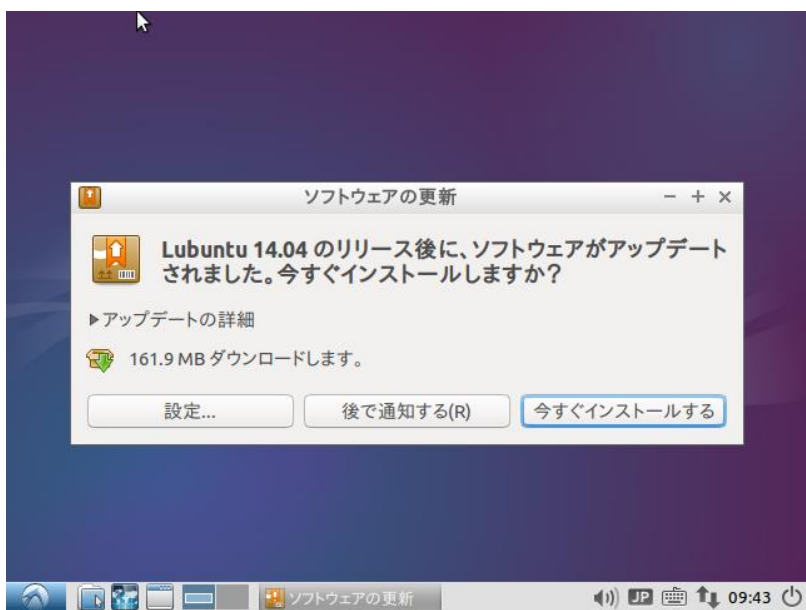 ソフトウェアの更新
Lubuntu 14.04 のリリース後に、ソフトウェアがアップデート
されました。今すぐインストールしますか?
▶アップデートの詳細
161.9 MB ダウンロードします。
設定...
後で通知する(R)
今すぐインストールする
ソフトウェアの更新
JP
09:43